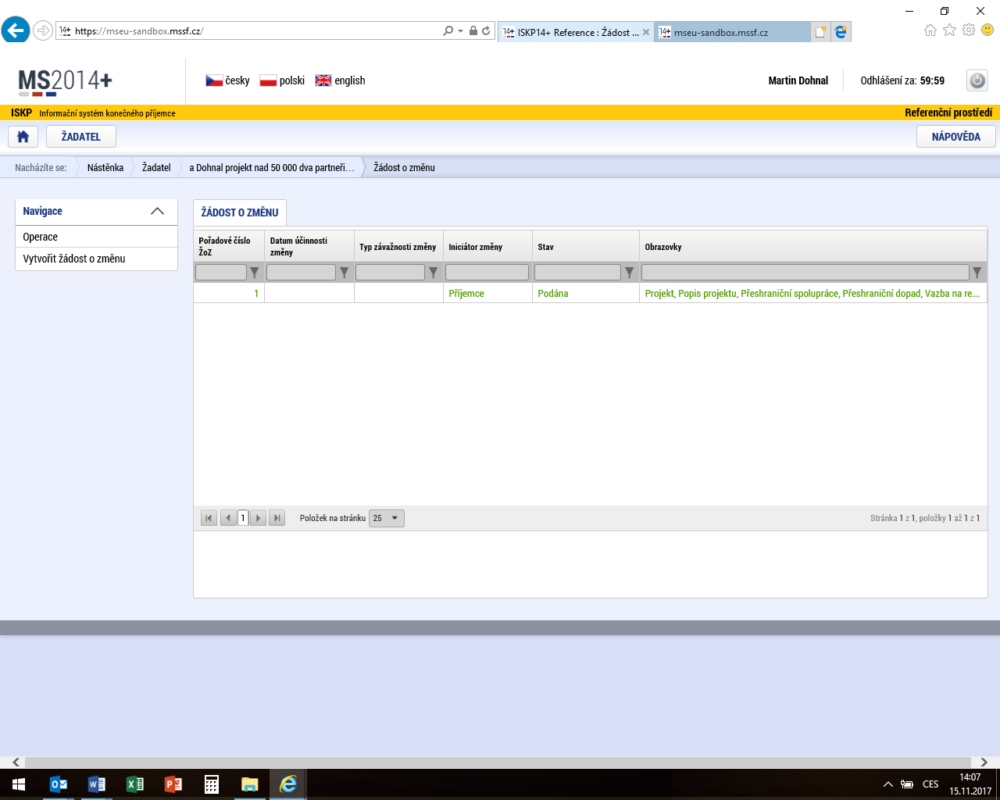 https://mseu-sandbox.mssf.cz/
ISKP14+ Reference : Žádost ...
mseu-sandbox.mssf.cz
MS2014+
česky
polski
english
Martin Dohnal
Odhlášení za: 59:59
ISKP Informační systém konečného příjemce
Referenční prostředí
ŽADATEL
NÁPOVĚDA
Nacházíte se:
Nástěnka
Žadatel
a Dohnal projekt nad 50 000 dva partneři...
Žádost o změnu
Navigace
Operace
Vytvořit žádost o změnu
ŽÁDOST O ZMĚNU
Pořadové číslo
ŽoZ
Datum účinnosti
změny
Typ závažnosti změny
Iniciátor změny
Stav
Obrazovky
1
Příjemce
Podána
Projekt, Popis projektu, Přeshraniční spolupráce, Přeshraniční dopad, Vazba na re...
1
Položek na stránku
25
Stránka 1 z 1, položky 1 až 1 z 1
CES
14:07
15.11.2017